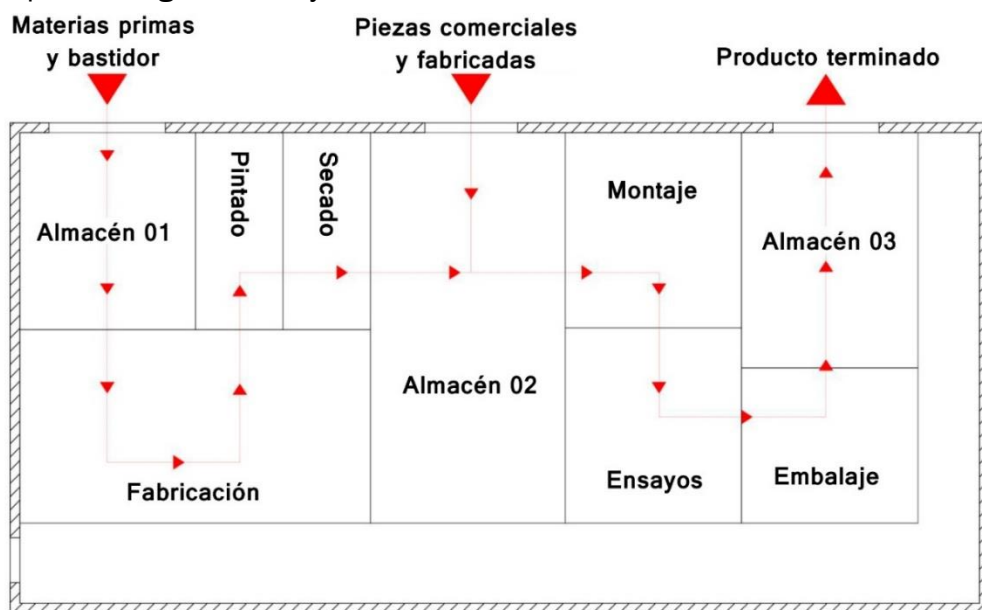 Materias primas
y bastidor
Piezas comerciales
y fabricadas
Producto terminado
Almacén 01
Pintado
Secado
Montaje
Almacén 03
Almacén 02
Fabricación
Ensayos
Embalaje